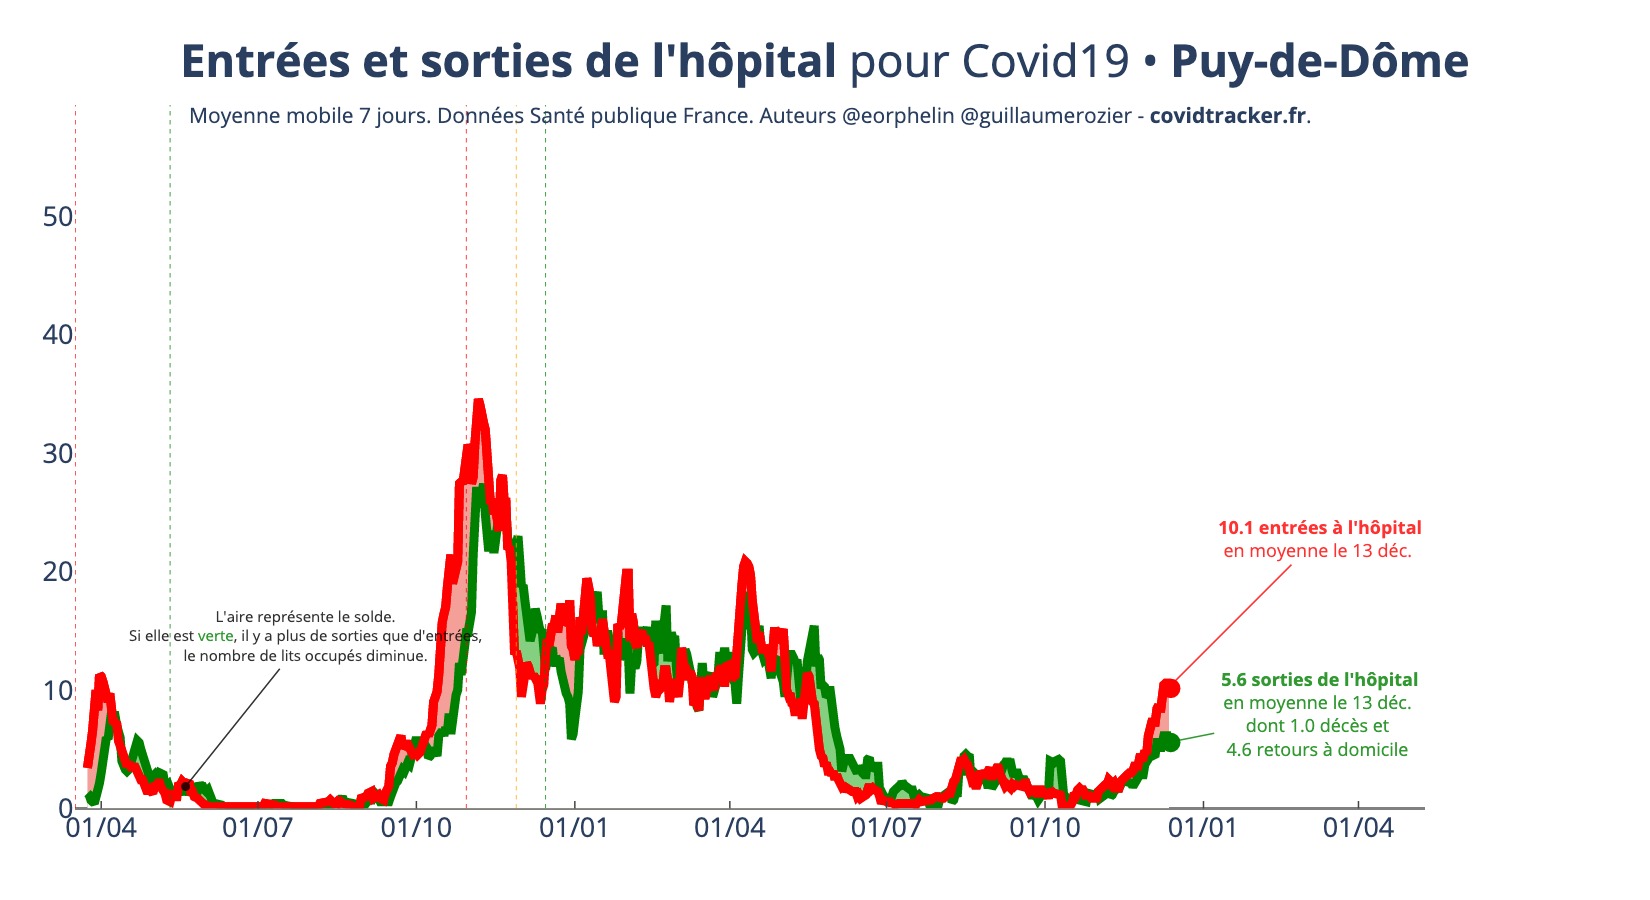 Entrées et sorties de l'hôpital pour Covid19 • Puy-de-Dôme
Moyenne mobile 7 jours. Données Santé publique France. Auteurs @eorphelin @guillaumerozier - covidtracker.fr.
50
40
30
20
10
0
10.1 entrées à l'hôpital
en moyenne le 13 déc.
L'aire représente le solde.
Si elle est verte, il y a plus de sorties que d'entrées,
le nombre de lits occupés diminue.
5.6 sorties de l'hôpital
en moyenne le 13 déc.
dont 1.0 décès et
4.6 retours à domicile
01/04 01/07 01/10 01/01 01/04 01/07 01/10 01/01 01/04